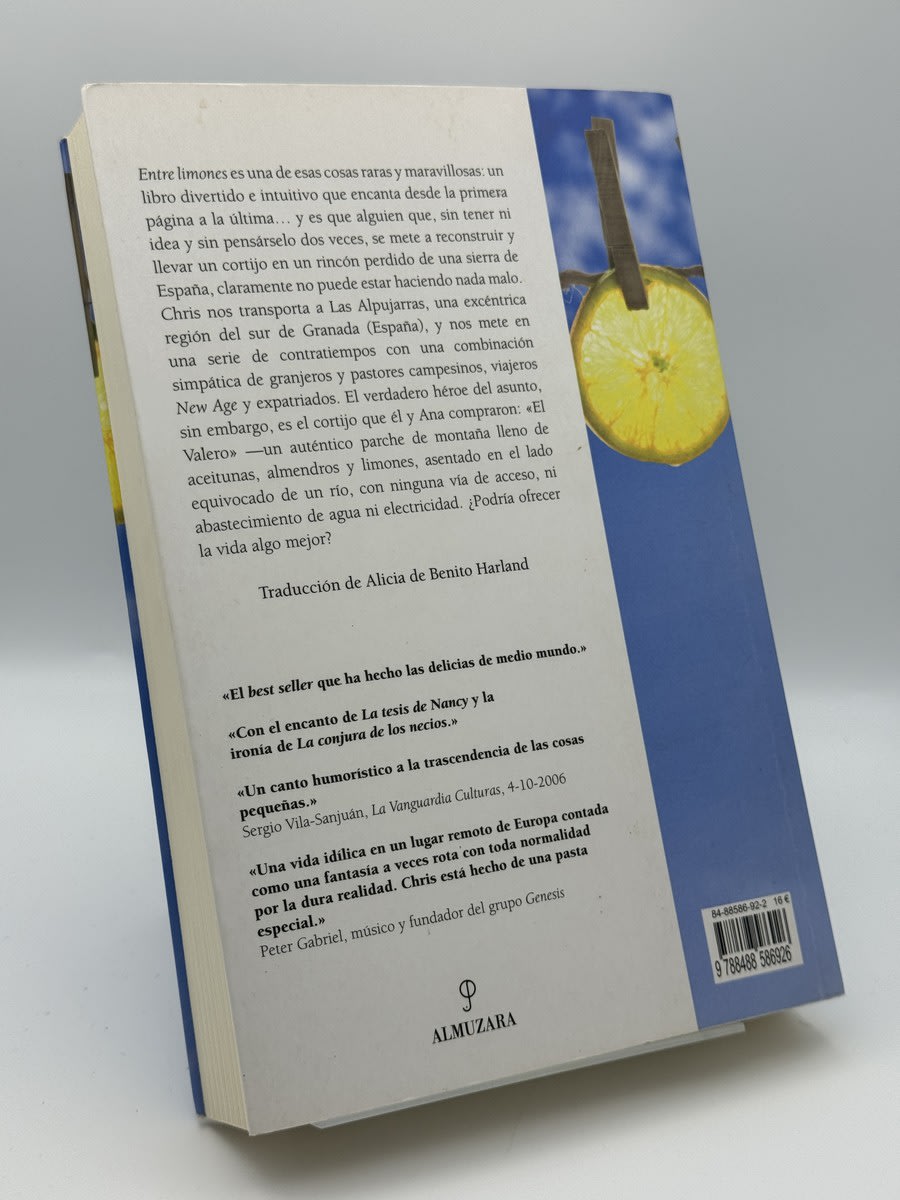 Entre limones es una de esas cosas raras y maravillosas: un
libro divertido e intuitivo que encanta desde la primera
página a la última... y es que alguien que, sin tener ni
idea y sin pensárselo dos veces, se mete a reconstruir y
llevar un cortijo en un rincón perdido de una sierra de
España, claramente no puede estar haciendo nada malo.
Chris nos transporta a Las Alpujarras, una excéntrica
región del sur de Granada (España), y nos mete en
una serie de contratiempos con una combinación
simpática de granjeros y pastores campesinos, viajeros
New Age y expatriados. El verdadero héroe del asunto,
sin embargo, es el cortijo que él y Ana compraron: «El
Valero» —un auténtico parche de montaña lleno de
aceitunas, almendros y limones, asentado en el lado
equivocado de un río, con ninguna vía de acceso, ni
abastecimiento de agua ni electricidad. ¿Podría ofrecer
la vida algo mejor?
Traducción de Alicia de Benito Harland
«El best seller que ha hecho las delicias de medio mundo.»
«Con el encanto de La tesis de Nancy y la
ironía de La conjura de los necios.»
«Un canto humorístico a la trascendencia de las cosas
pequeñas.»
Sergio Vila-Sanjuán, La Vanguardia Culturas, 4-10-2006
«Una vida idílica en un lugar remoto de Europa contada
como una fantasía a veces rota con toda normalidad
por la dura realidad. Chris está hecho de una pasta
especial.»
Peter Gabriel, músico y fundador del grupo Genesis
ALMUZARA
84-88586-92-2 16 €
9 788488 586926